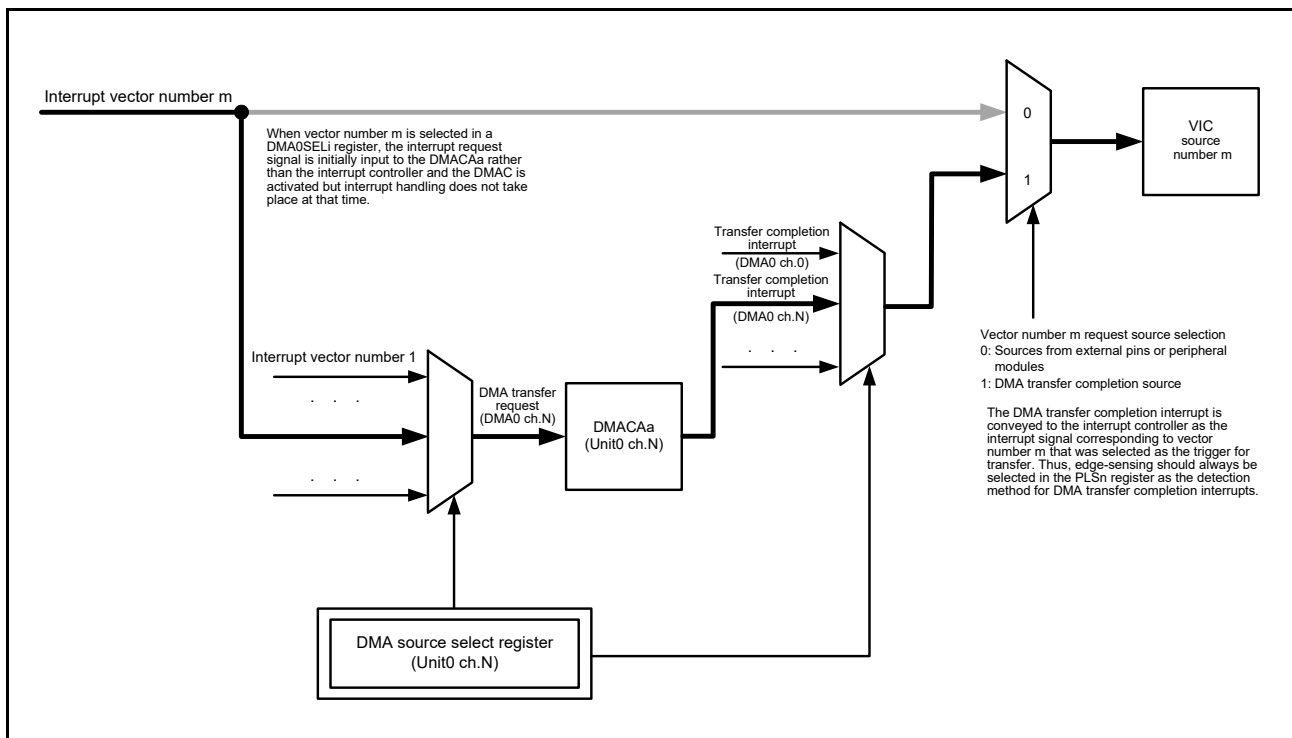 Interrupt vector number m
When vector number m is selected in a
DMA0SELi register, the interrupt request
signal is initially input to the DMACAa rather
than the interrupt controller and the DMAC is
activated but interrupt handling does not take
place at that time.
0
1
VIC
source
number m
Transfer completion
interrupt
(DMA0 ch.0)
Transfer completion
interrupt
(DMA0 ch.N)
. . .
Vector number m request source selection
0: Sources from external pins or peripheral
modules
1: DMA transfer completion source
The DMA transfer completion interrupt is
conveyed to the interrupt controller as the
interrupt signal corresponding to vector
number m that was selected as the trigger for
transfer. Thus, edge-sensing should always be
selected in the PLSn register as the detection
method for DMA transfer completion interrupts.
Interrupt vector number 1
. . .
. . .
DMA transfer
request
(DMA0 ch.N)
DMACAa
(Unit0 ch.N)
DMA source select register
(Unit0 ch.N)